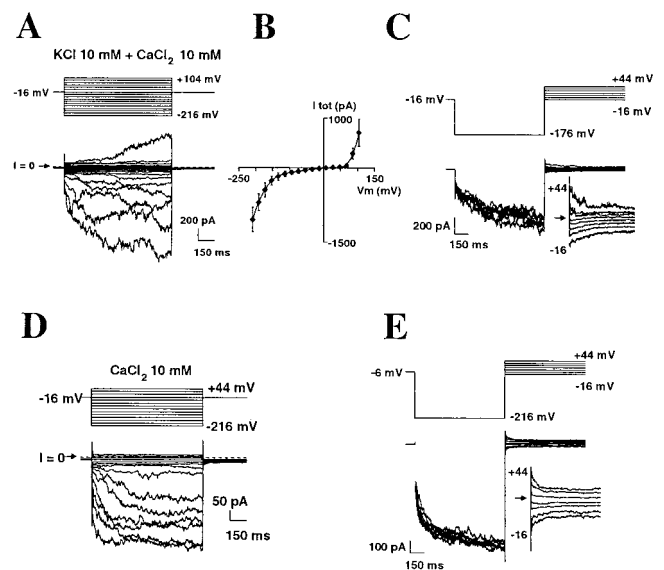 A
B
C
KCl 10 mM + CaCl₂ 10 mM
+104 mV
-16 mV
-216 mV
I = 0
200 pA
150 ms
I tot (pA)
1000
-250
150
Vm (mV)
-1500
+44 mV
-16 mV
-16 mV
-176 mV
+44
-16
200 pA
150 ms
D
E
CaCl₂ 10 mM
+44 mV
-16 mV
-216 mV
I = 0
50 pA
150 ms
+44 mV
-6 mV
-16 mV
-216 mV
+44
-16
100 pA
150 ms